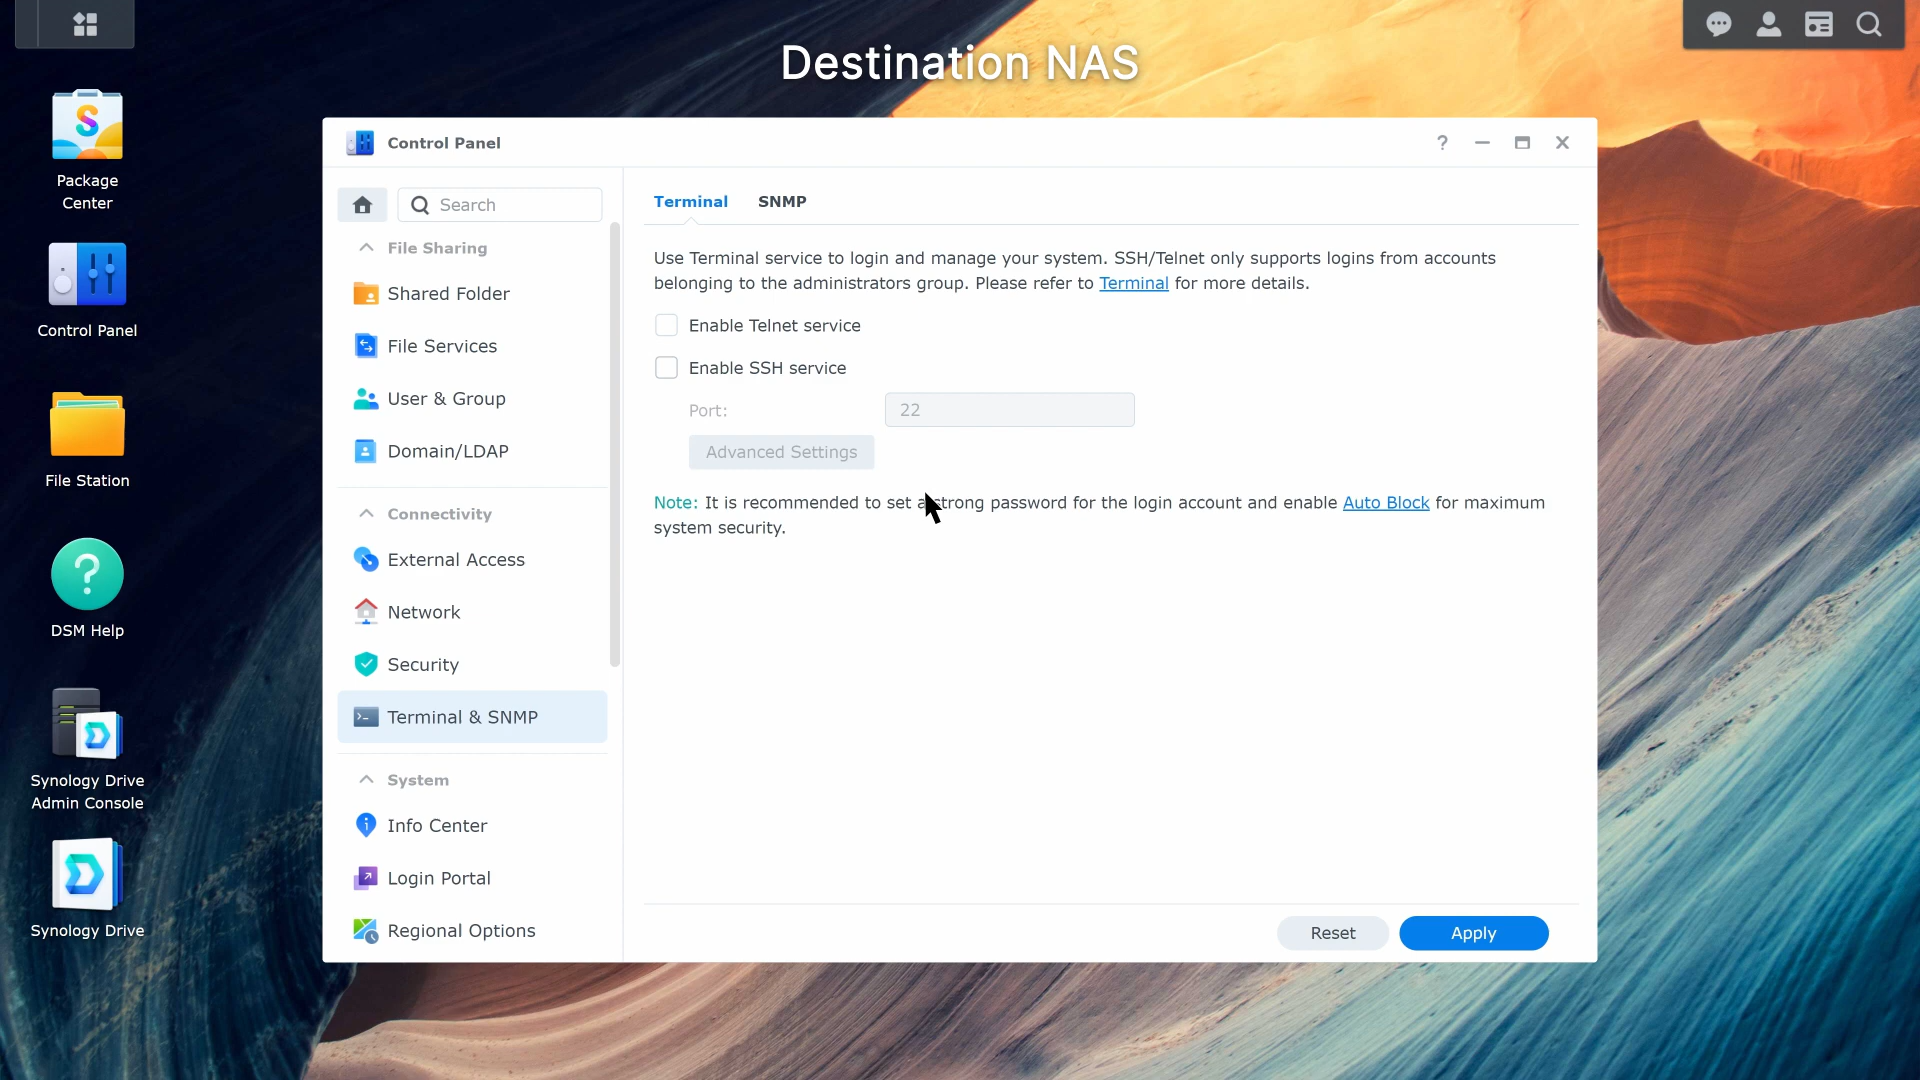 Destination NAS
Package
Center
Control Panel
File Station
DSM Help
Synology Drive
Admin Console
Synology Drive
Control Panel
Search
File Sharing
Shared Folder
File Services
User & Group
Domain/LDAP
Connectivity
External Access
Network
Security
Terminal & SNMP
System
Info Center
Login Portal
Regional Options
Terminal SNMP
Use Terminal service to login and manage your system. SSH/Telnet only supports logins from accounts
belonging to the administrators group. Please refer to Terminal for more details.
Enable Telnet service
Enable SSH service
Port: 22
Advanced Settings
Note: It is recommended to set a strong password for the login account and enable Auto Block for maximum
system security.
Reset Apply